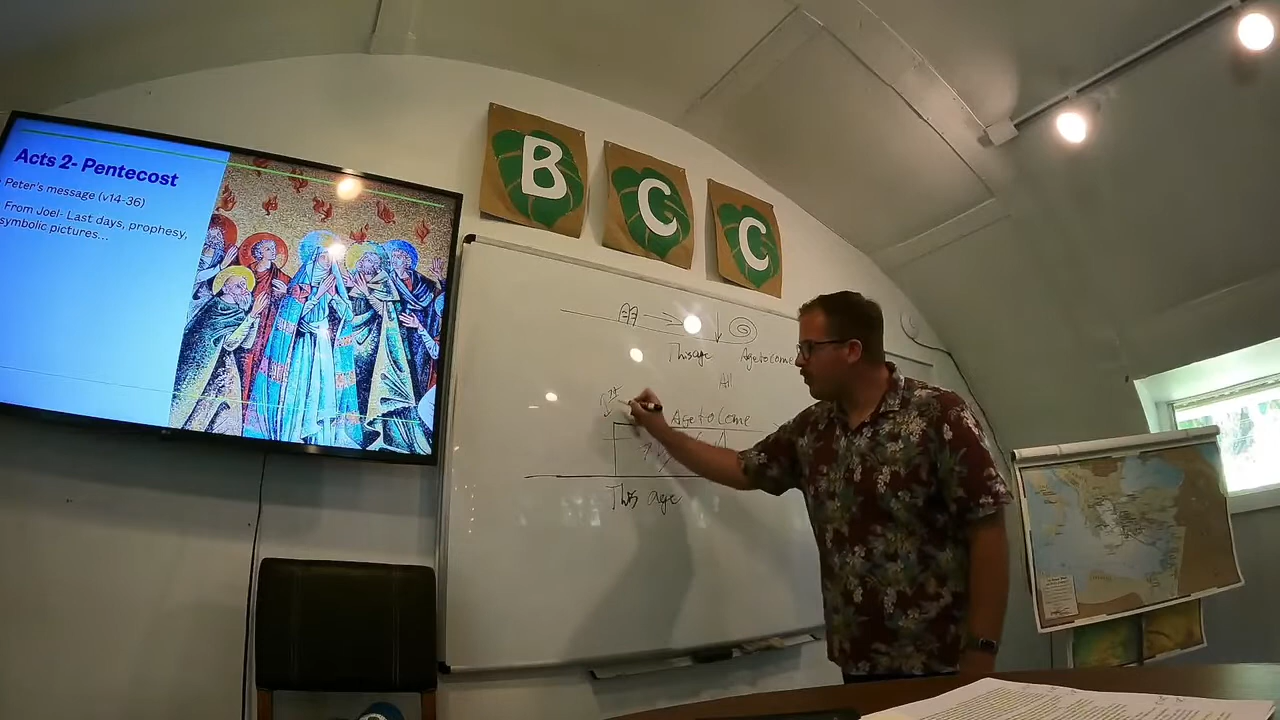 Acts 2- Pentecost
Peter's message (v14-36)
From Joel- Last days, prophesy,
symbolic pictures...
B
C
C
This age
Age to come
All
1st
Age to Come
This age